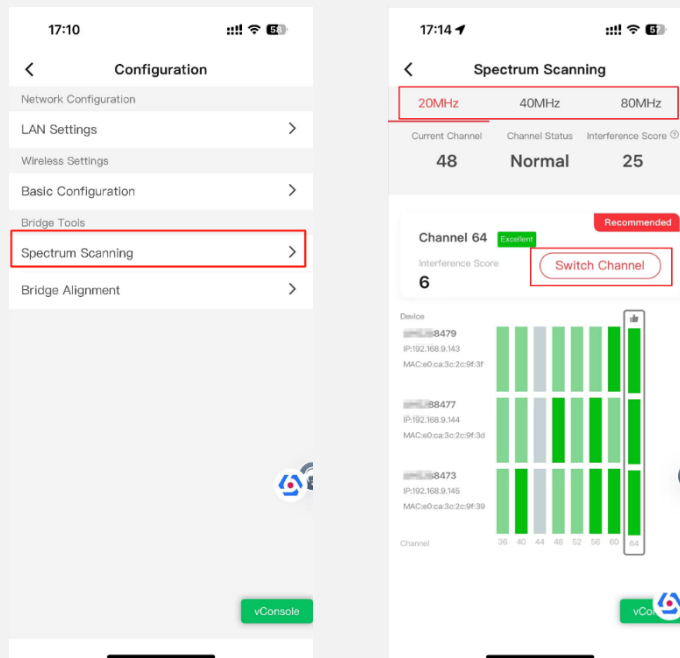 17:10
58
Configuration
Network Configuration
LAN Settings
Wireless Settings
Basic Configuration
Bridge Tools
Spectrum Scanning
Bridge Alignment
vConsole
17:14
57
Spectrum Scanning
20MHz 40MHz 80MHz
Current Channel Channel Status Interference Score
48 Normal 25
Recommended
Channel 64 Excellent
Interference Score
6
Switch Channel
Device
8479
IP:192.168.9.143
MAC:e0:ca:3c:2c:9f:3f
88477
IP:192.168.9.144
MAC:e0:ca:3c:2c:9f:3d
8473
IP:192.168.9.145
MAC:e0:ca:3c:2c:9f:39
Channel 36 40 44 48 52 56 60 64